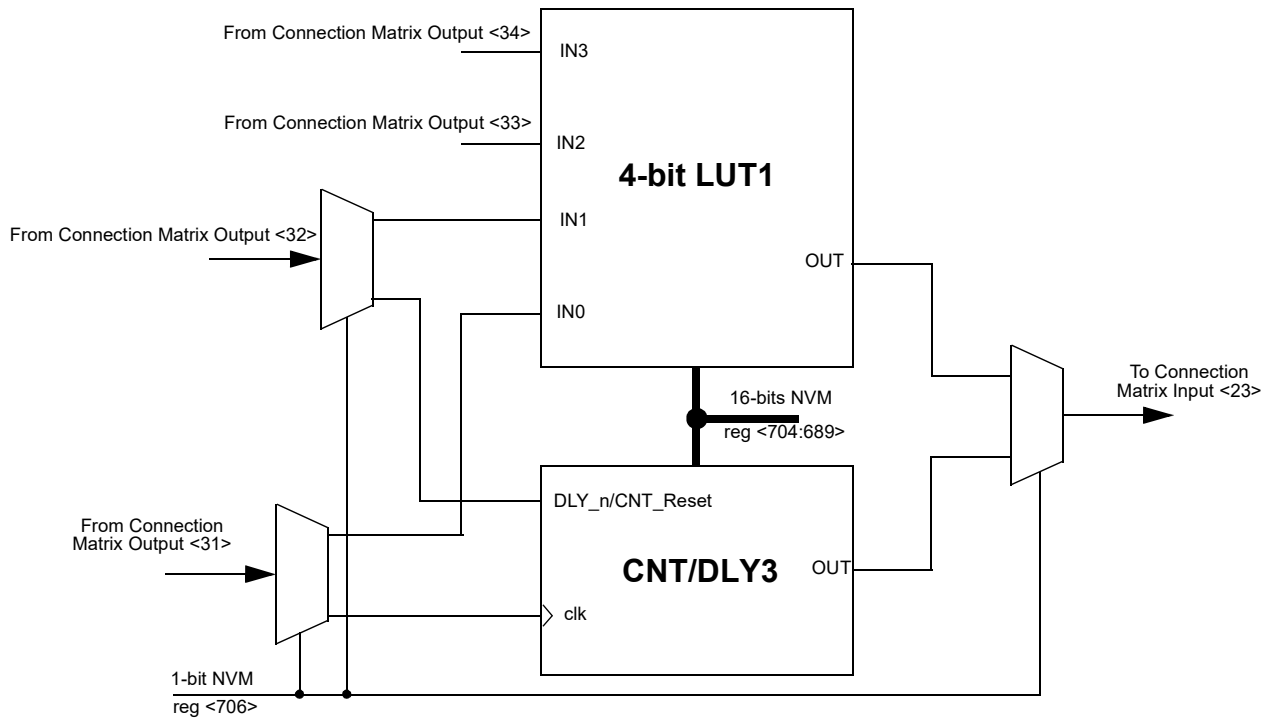 From Connection Matrix Output <34>
IN3
From Connection Matrix Output <33>
IN2
4-bit LUT1
IN1
From Connection Matrix Output <32>
OUT
IN0
To Connection
Matrix Input <23>
16-bits NVM
reg <704:689>
DLY_n/CNT_Reset
From Connection
Matrix Output <31>
CNT/DLY3
OUT
clk
1-bit NVM
reg <706>